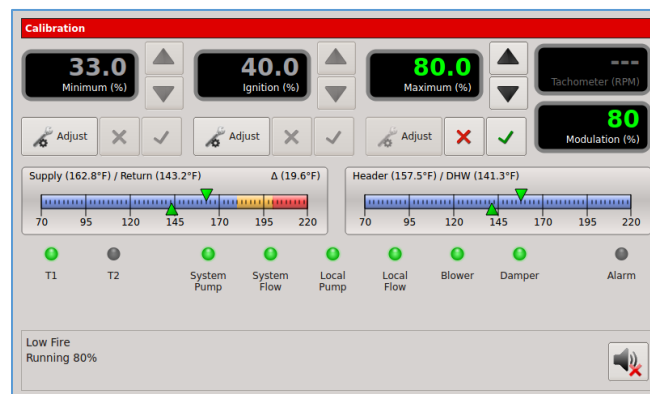 Calibration
33.0
Minimum (%)
40.0
Ignition (%)
80.0
Maximum (%)
---
Tachometer (RPM)
Adjust
Adjust
Adjust
80
Modulation (%)
Supply (162.8°F) / Return (143.2°F) Δ (19.6°F)
70 95 120 145 170 195 220
Header (157.5°F) / DHW (141.3°F)
70 95 120 145 170 195 220
T1
T2
System
Pump
System
Flow
Local
Pump
Local
Flow
Blower
Damper
Alarm
Low Fire
Running 80%